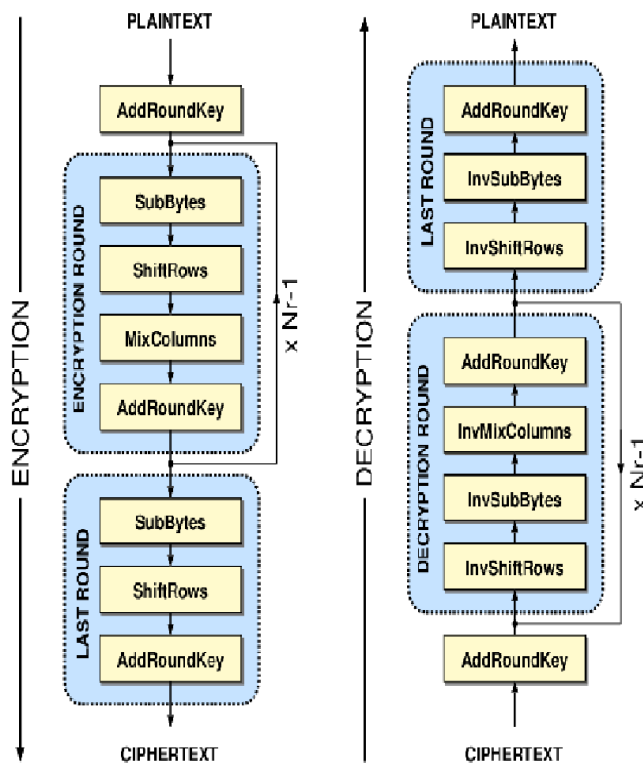 PLAINTEXT
AddRoundKey
SubBytes
ShiftRows
MixColumns
AddRoundKey
ENCRYPTION ROUND
x Nr-1
SubBytes
ShiftRows
AddRoundKey
LAST ROUND
CIPHERTEXT
ENCRYPTION
PLAINTEXT
AddRoundKey
InvSubBytes
InvShiftRows
LAST ROUND
AddRoundKey
InvMixColumns
InvSubBytes
InvShiftRows
DECRYPTION ROUND
x Nr-1
AddRoundKey
CIPHERTEXT
DECRYPTION